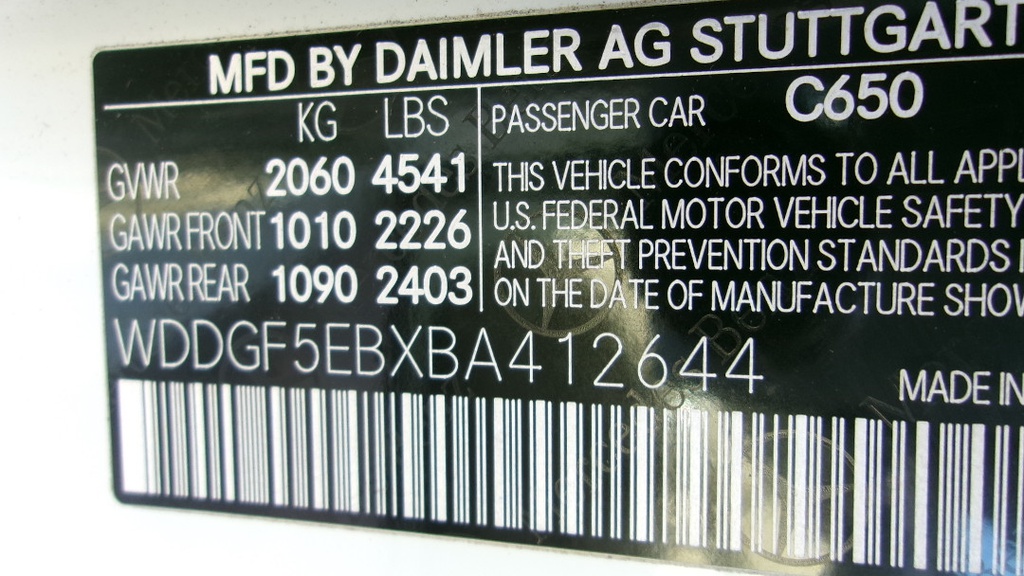 MFD BY DAIMLER AG STUTTGART
KG LBS
GVWR 2060 4541
GAWR FRONT 1010 2226
GAWR REAR 1090 2403
PASSENGER CAR C650
THIS VEHICLE CONFORMS TO ALL APPL
U.S. FEDERAL MOTOR VEHICLE SAFETY
AND THEFT PREVENTION STANDARDS
ON THE DATE OF MANUFACTURE SHOW
WDDGF5EBXBA412644
MADE IN